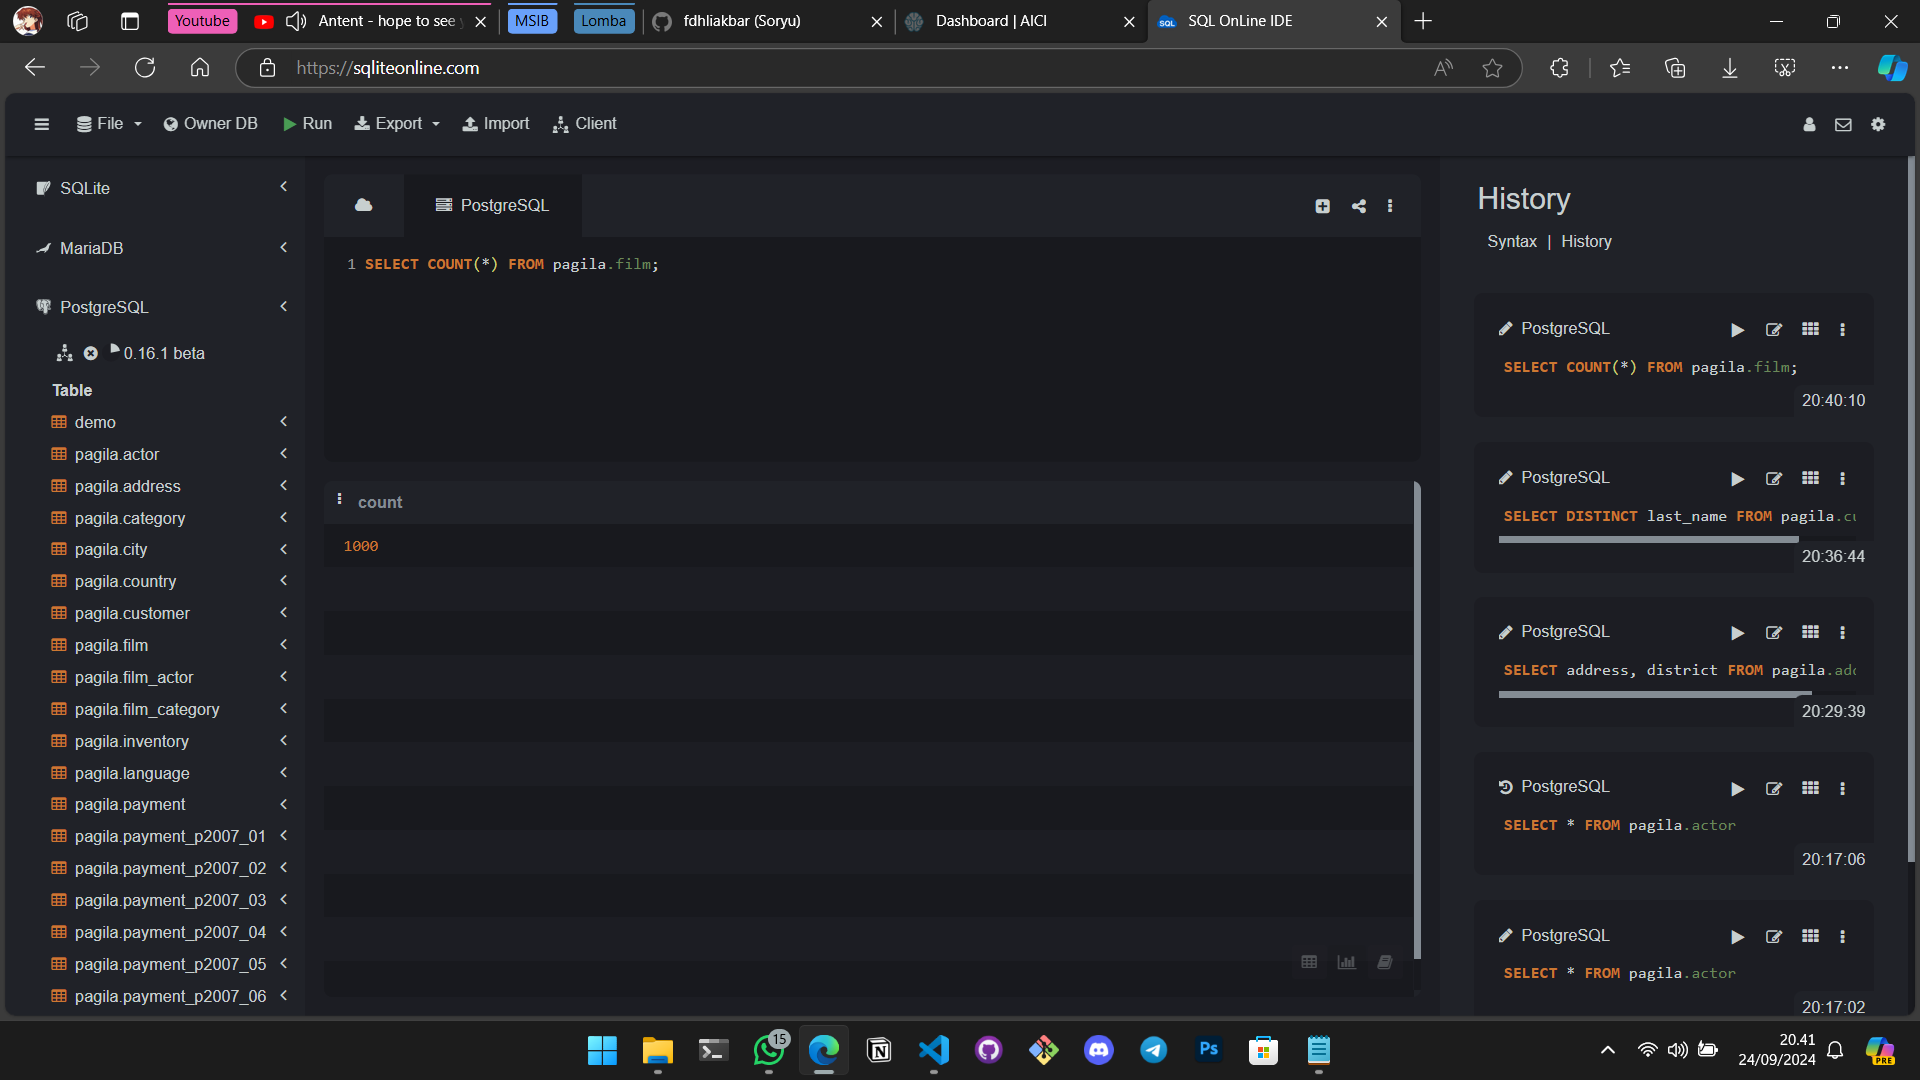 Youtube
Antent - hope to see
MSIB
Lomba
fdhliakbar (Soryu)
Dashboard | AICI
SQL OnLine IDE
https://sqliteonline.com
File
Owner DB
Run
Export
Import
Client
SQLite
MariaDB
PostgreSQL
0.16.1 beta
Table
demo
pagila.actor
pagila.address
pagila.category
pagila.city
pagila.country
pagila.customer
pagila.film
pagila.film_actor
pagila.film_category
pagila.inventory
pagila.language
pagila.payment
pagila.payment_p2007_01
pagila.payment_p2007_02
pagila.payment_p2007_03
pagila.payment_p2007_04
pagila.payment_p2007_05
pagila.payment_p2007_06
PostgreSQL
1 SELECT COUNT(*) FROM pagila.film;
count
1000
History
Syntax | History
PostgreSQL
SELECT COUNT(*) FROM pagila.film;
20:40:10
PostgreSQL
SELECT DISTINCT last_name FROM pagila.cu
20:36:44
PostgreSQL
SELECT address, district FROM pagila.add
20:29:39
PostgreSQL
SELECT * FROM pagila.actor
20:17:06
PostgreSQL
SELECT * FROM pagila.actor
20:17:02
15
Ps
20.41
24/09/2024
PRE